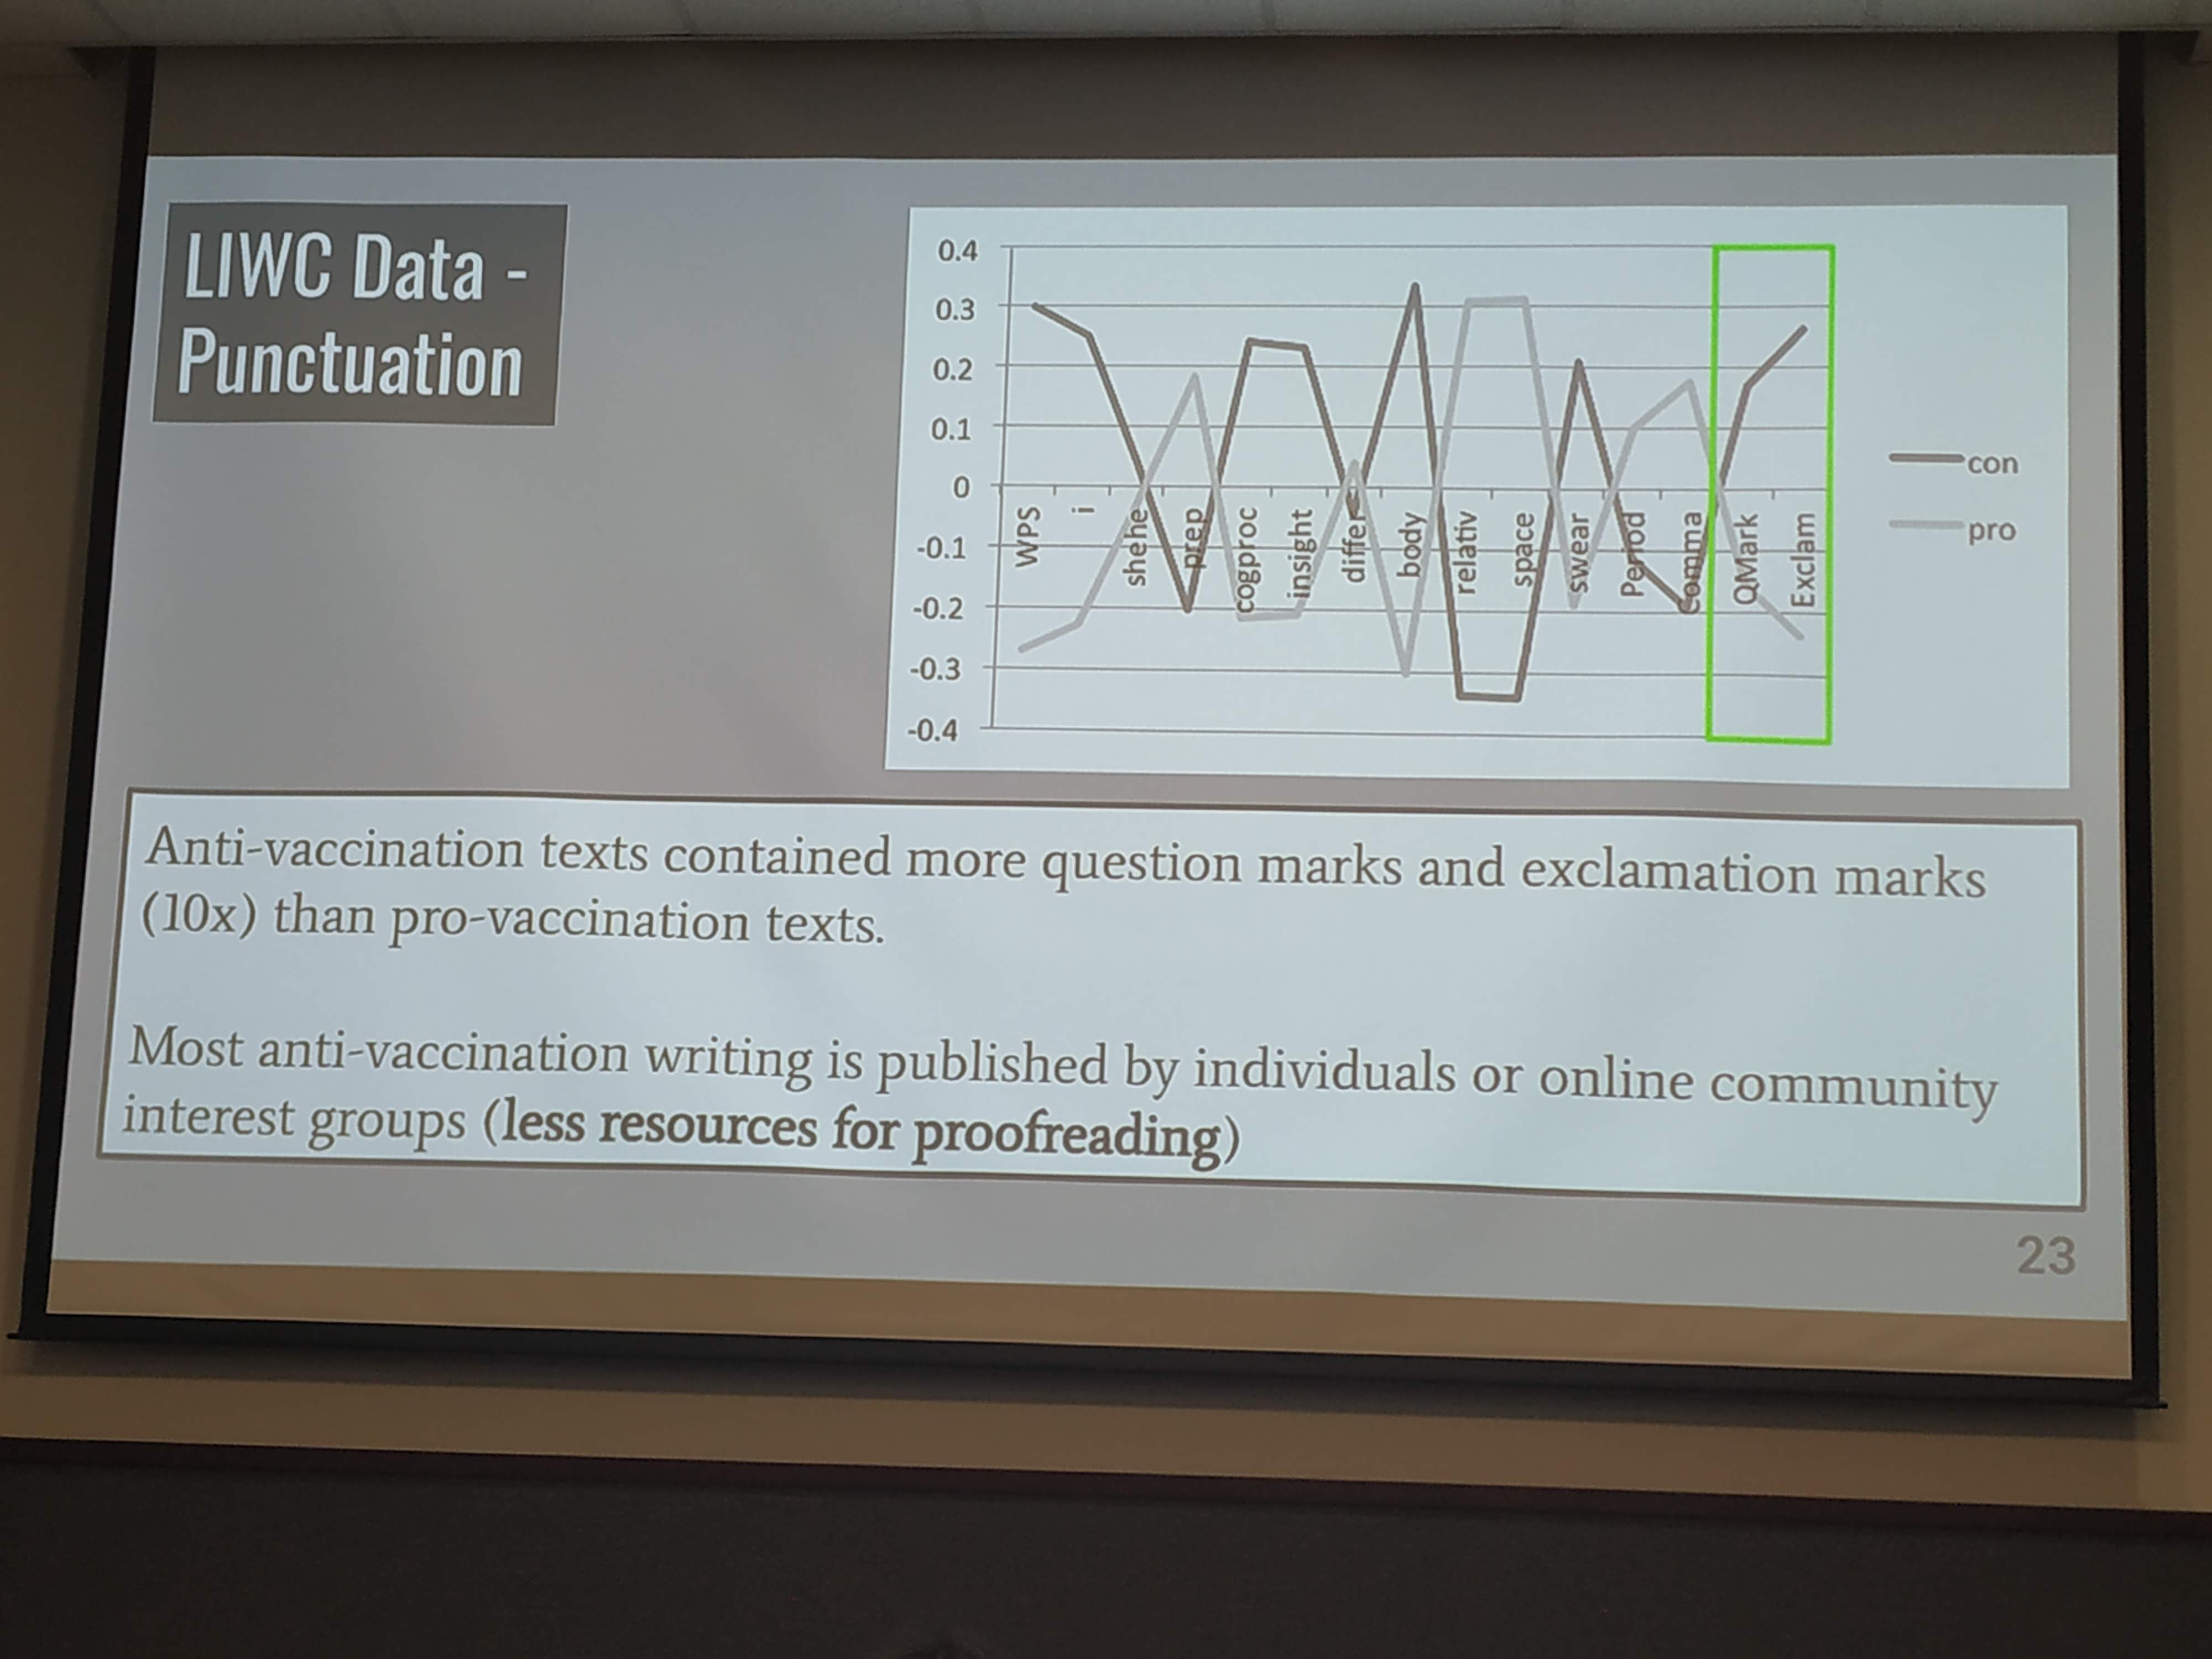 LIWC Data -
Punctuation
0.4
0.3
0.2
0.1
0
-0.1
-0.2
-0.3
-0.4
WPS
i
shehe
prep
cogproc
insight
differ
body
relativ
space
swear
Period
Comma
QMark
Exclam
con
pro
Anti-vaccination texts contained more question marks and exclamation marks
(10x) than pro-vaccination texts.
Most anti-vaccination writing is published by individuals or online community
interest groups (less resources for proofreading)
23